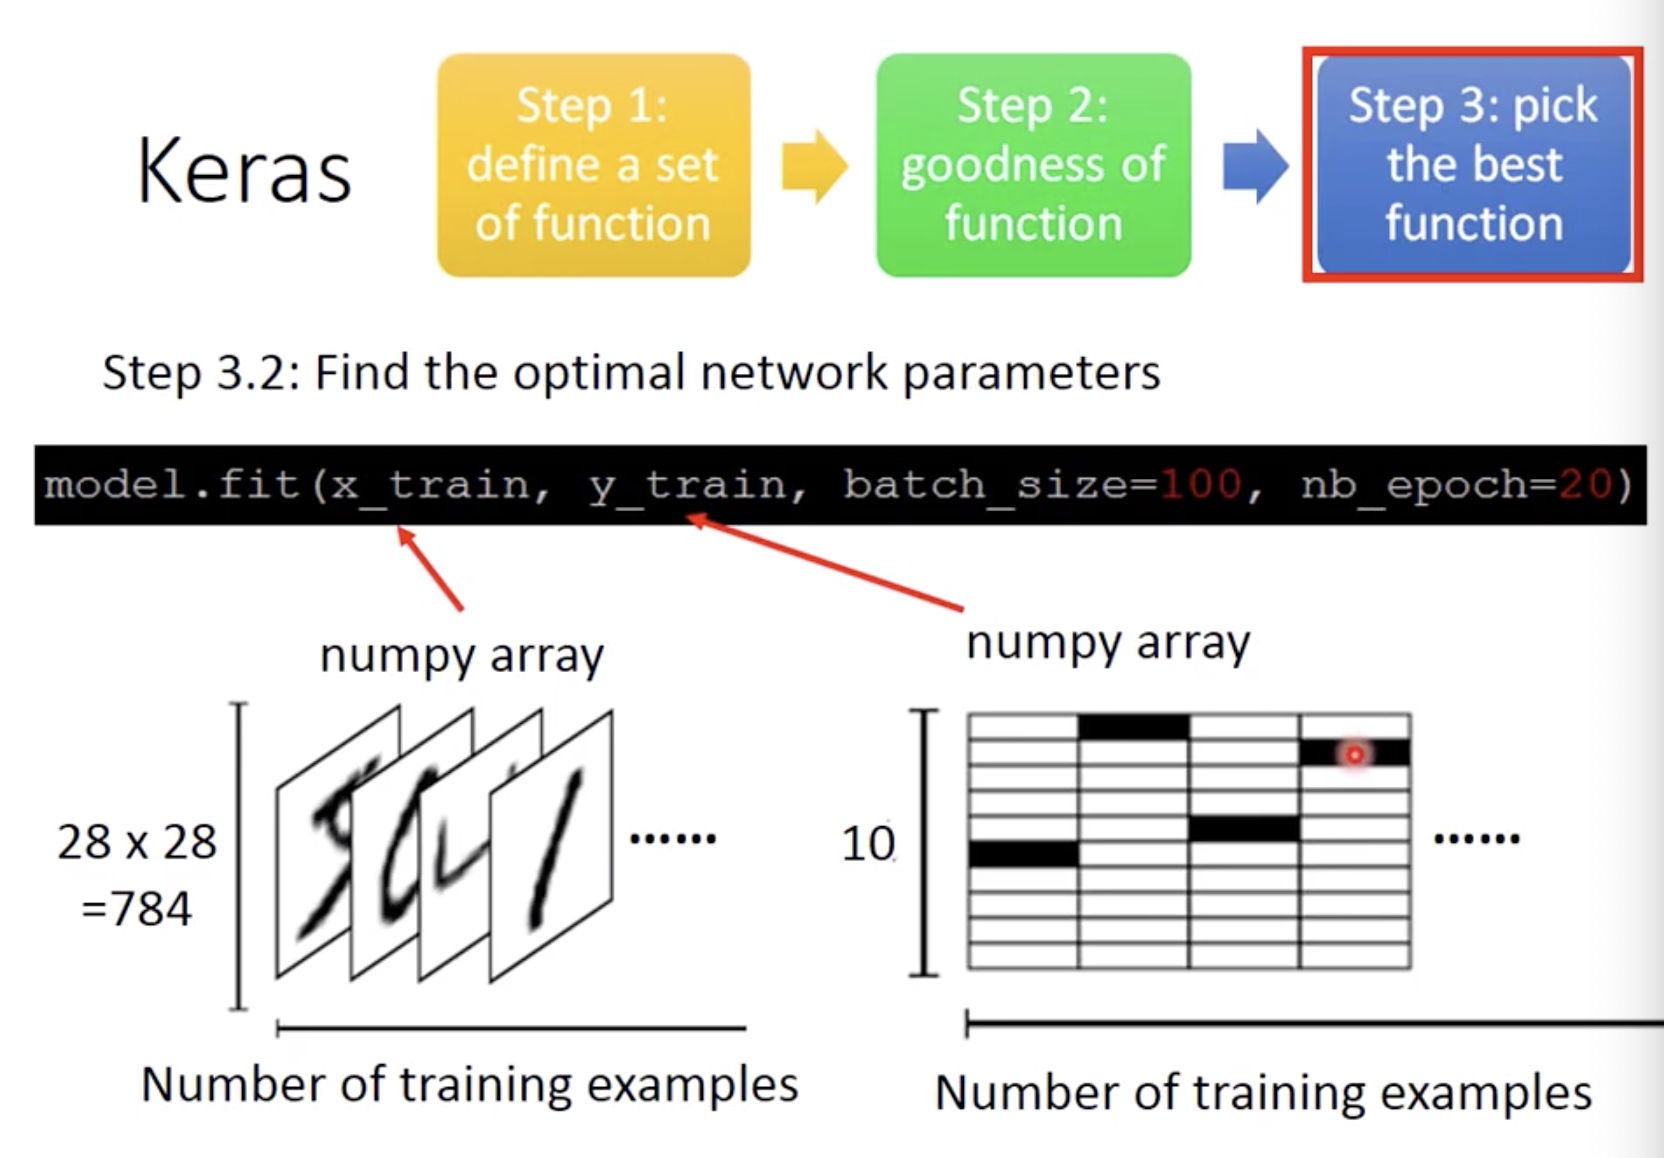 Keras
Step 1:
define a set
of function
Step 2:
goodness of
function
Step 3: pick
the best
function
Step 3.2: Find the optimal network parameters
model.fit(x_train, y_train, batch_size=100, nb_epoch=20)
numpy array
numpy array
28 x 28
=784
......
10
......
Number of training examples
Number of training examples